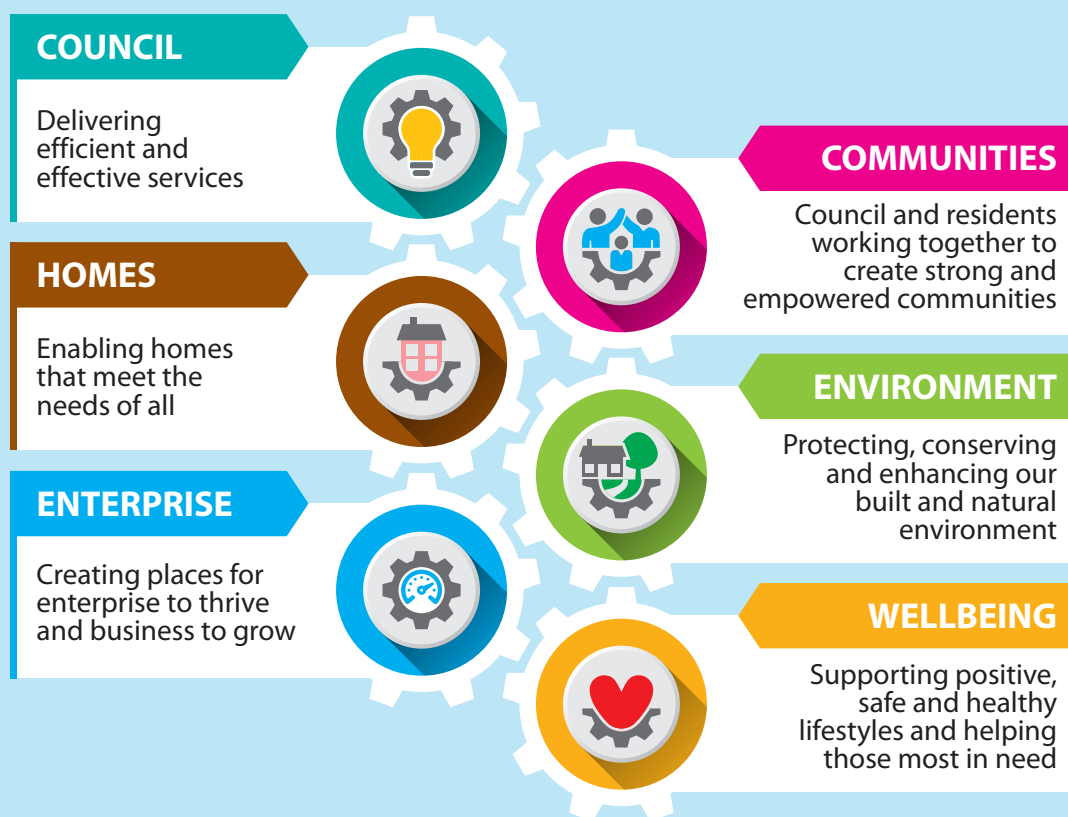 COUNCIL
Delivering
efficient and
effective services
COMMUNITIES
Council and residents
working together to
create strong and
empowered communities
HOMES
Enabling homes
that meet the
needs of all
ENVIRONMENT
Protecting, conserving
and enhancing our
built and natural
environment
ENTERPRISE
Creating places for
enterprise to thrive
and business to grow
WELLBEING
Supporting positive,
safe and healthy
lifestyles and helping
those most in need